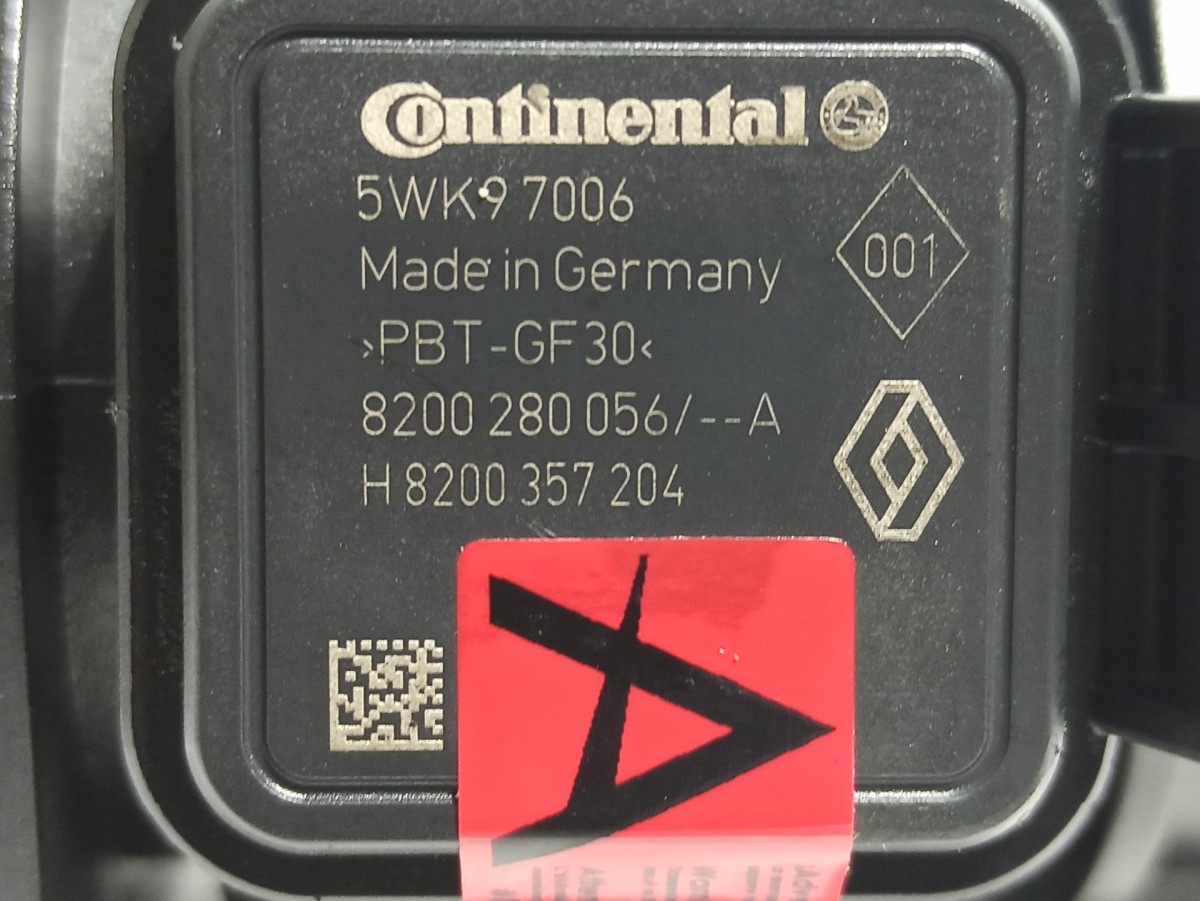 Continental
5WK9 7006
Made in Germany
001
>PBT-GF30<
8200 280 056/--A
H 8200 357 204